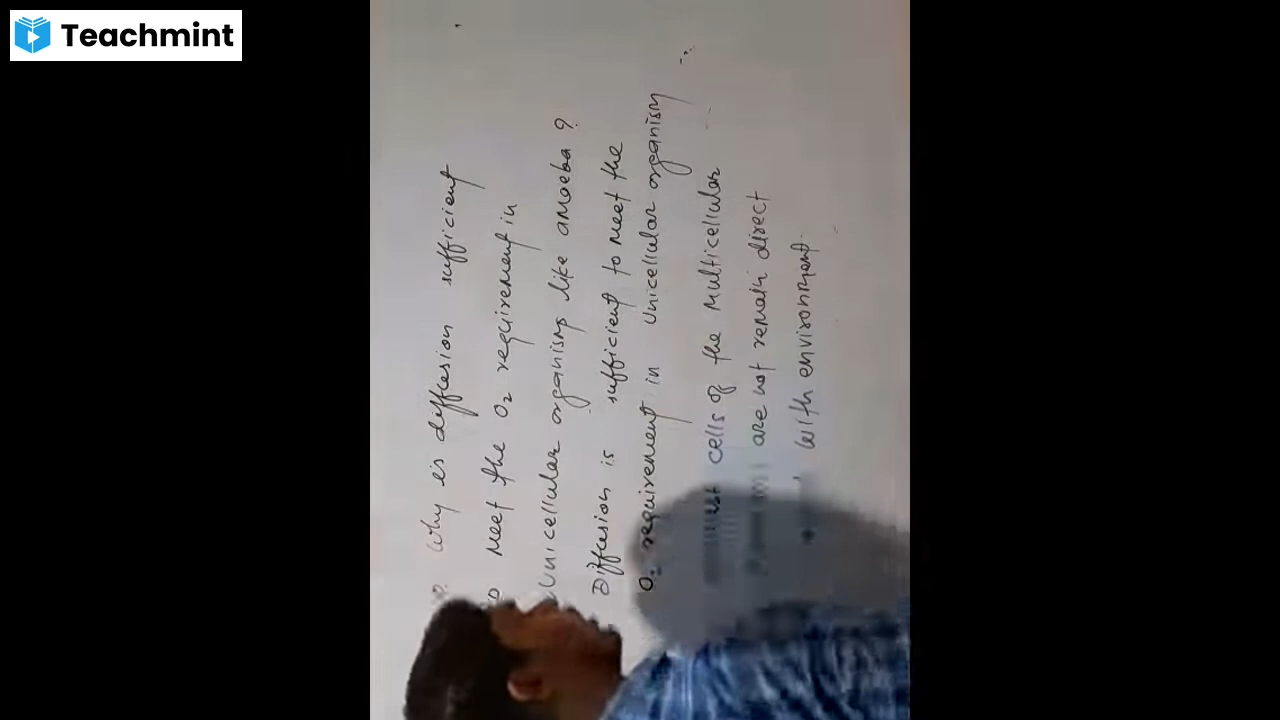 Teachmint
Why is diffusion sufficient
Meet the O₂ requirement in
Unicellular organism like amoeba ?
Diffusion is sufficient to meet the
O₂ requirement in Unicellular organism
cells of the Multicellular
are not remain direct
with environment